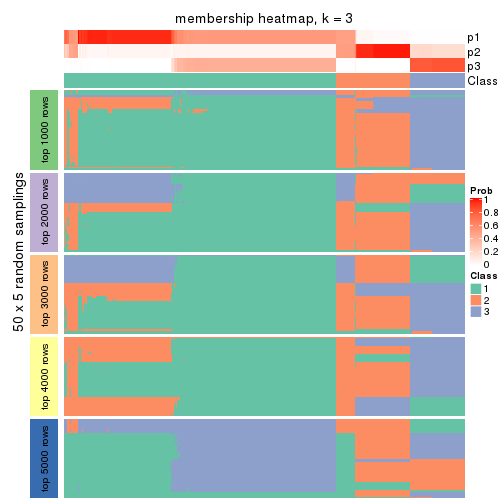 membership heatmap, k = 3
p1
p2
p3
Class
50 x 5 random samplings
top 1000 rows
top 2000 rows
top 3000 rows
top 4000 rows
top 5000 rows
Prob
1
0.8
0.6
0.4
0.2
0
Class
1
2
3